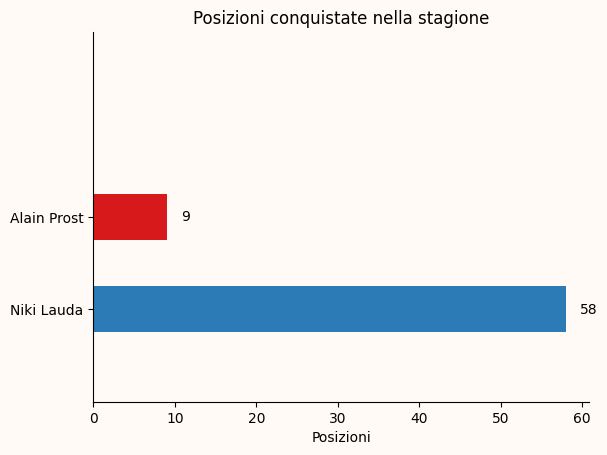 Posizioni conquistate nella stagione
Alain Prost
9
Niki Lauda
58
0 10 20 30 40 50 60
Posizioni